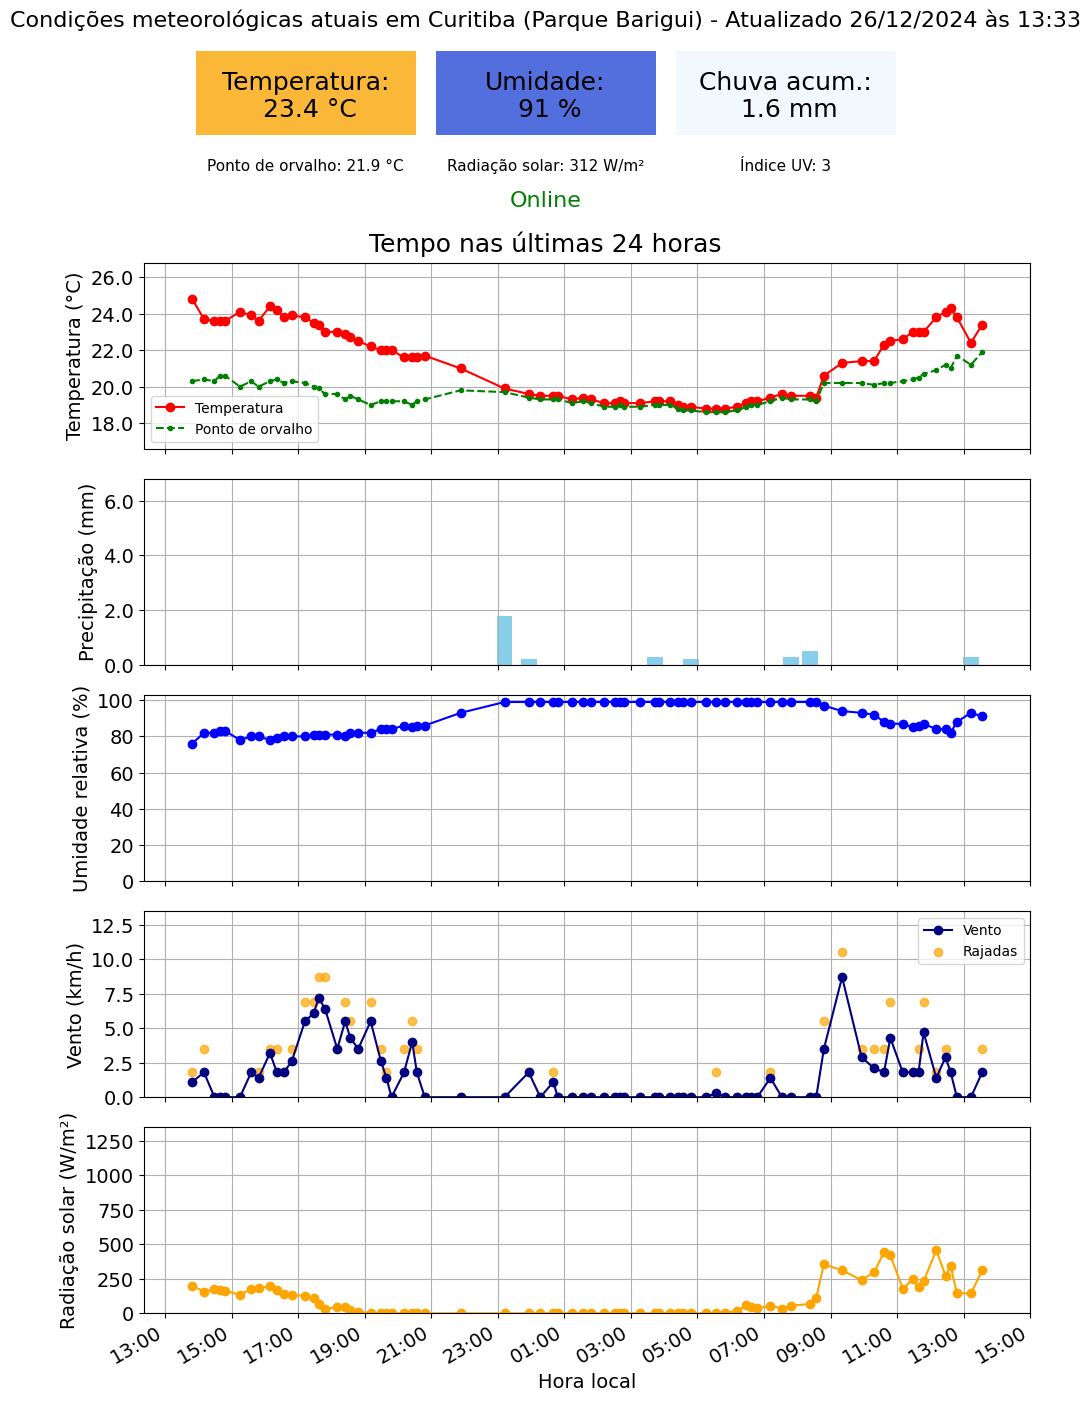 Condições meteorológicas atuais em Curitiba (Parque Barigui) - Atualizado 26/12/2024 às 13:33
Temperatura:
23.4 °C
Umidade:
91 %
Chuva acum.:
1.6 mm
Ponto de orvalho: 21.9 °C
Radiação solar: 312 W/m²
Índice UV: 3
Online
Tempo nas últimas 24 horas
Temperatura (°C)
26.0
24.0
22.0
20.0
18.0
Temperatura
Ponto de orvalho
Precipitação (mm)
6.0
4.0
2.0
0.0
Umidade relativa (%)
100
80
60
40
20
0
Vento (km/h)
12.5
10.0
7.5
5.0
2.5
0.0
Vento
Rajadas
Radiação solar (W/m²)
1250
1000
750
500
250
0
13:00
15:00
17:00
19:00
21:00
23:00
01:00
03:00
05:00
07:00
09:00
11:00
13:00
15:00
Hora local